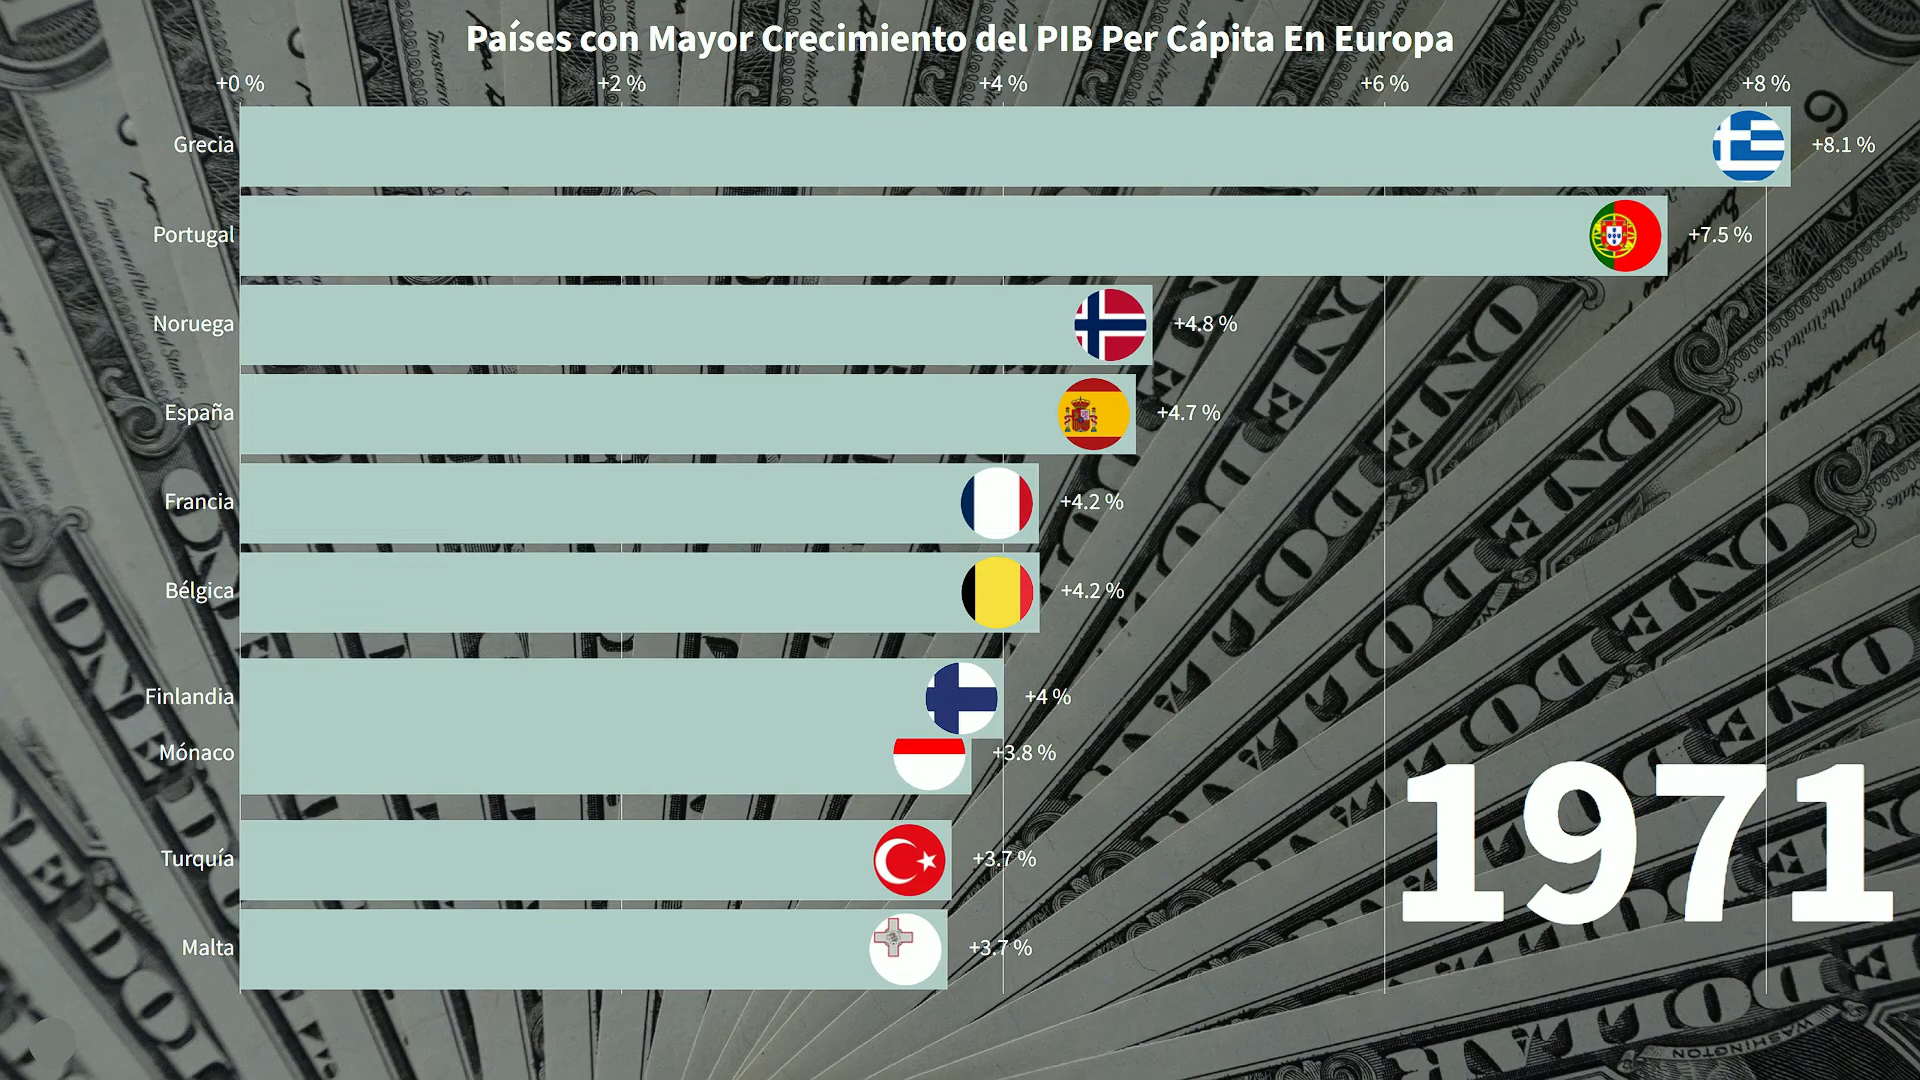 Países con Mayor Crecimiento del PIB Per Cápita En Europa
+0 % +2 % +4 % +6 % +8 %
Grecia +8.1 %
Portugal +7.5 %
Noruega +4.8 %
España +4.7 %
Francia +4.2 %
Bélgica +4.2 %
Finlandia +4 %
Mónaco +3.8 %
1971
Turquía +3.7 %
Malta +3.7 %
WASHINGTON